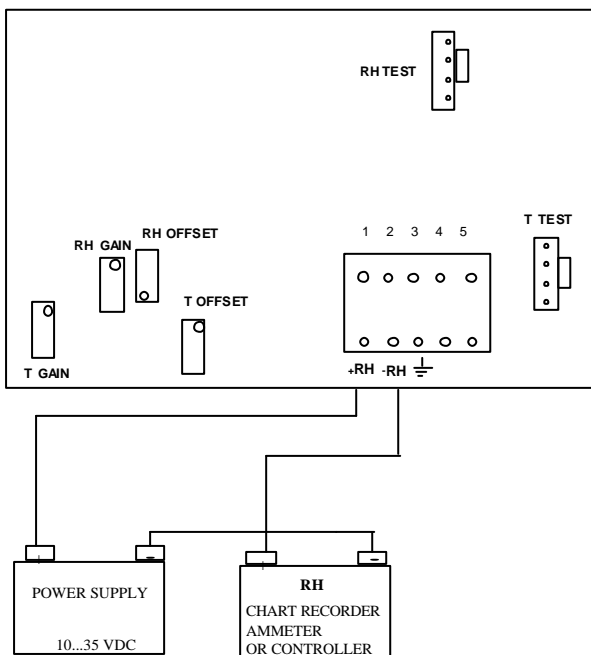 RH TEST
T TEST
1 2 3 4 5
RH OFFSET
RH GAIN
T OFFSET
T GAIN
+RH -RH
+ - + -
POWER SUPPLY
10...35 VDC
RH
CHART RECORDER
AMMETER
OR CONTROLLER